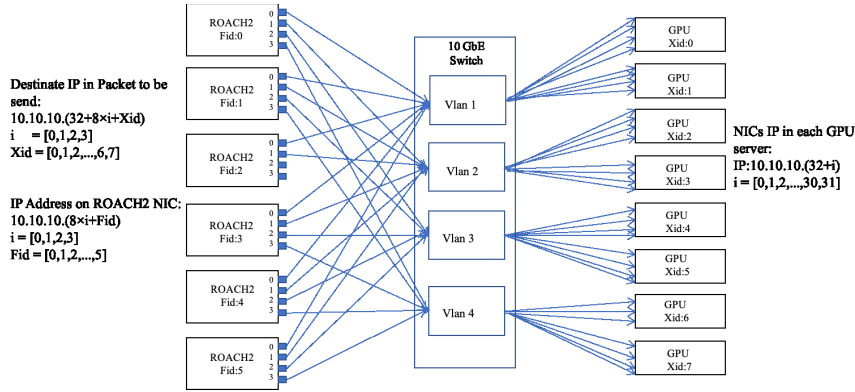 Destinate IP in Packet to be
send:
10.10.10.(32+8×i+Xid)
i = [0,1,2,3]
Xid = [0,1,2,...,6,7]
IP Address on ROACH2 NIC:
10.10.10.(8×i+Fid)
i = [0,1,2,3]
Fid = [0,1,2,...,5]
ROACH2
Fid:0
0
1
2
3
ROACH2
Fid:1
0
1
2
3
ROACH2
Fid:2
0
1
2
3
ROACH2
Fid:3
0
1
2
3
ROACH2
Fid:4
0
1
2
3
ROACH2
Fid:5
0
1
2
3
10 GbE
Switch
Vlan 1
Vlan 2
Vlan 3
Vlan 4
GPU
Xid:0
GPU
Xid:1
GPU
Xid:2
GPU
Xid:3
GPU
Xid:4
GPU
Xid:5
GPU
Xid:6
GPU
Xid:7
NICs IP in each GPU
server:
IP:10.10.10.(32+i)
i = [0,1,2,...,30,31]